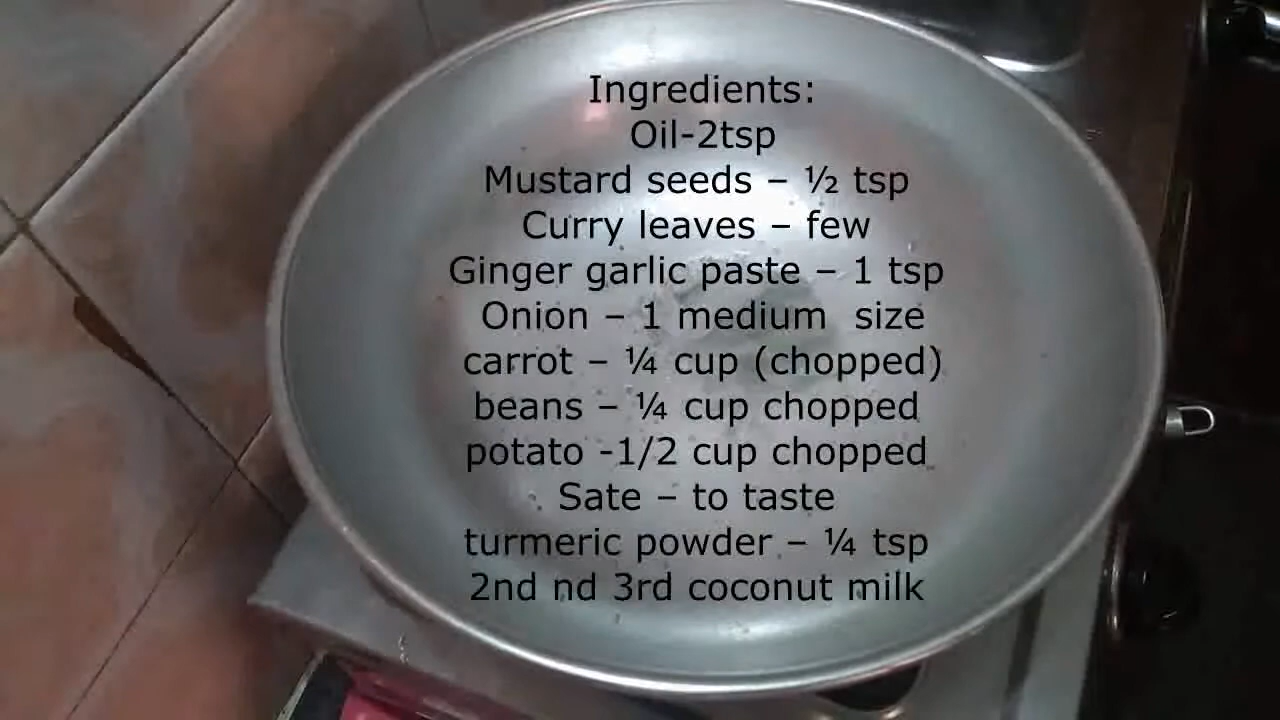 Ingredients:
Oil-2tsp
Mustard seeds – ½ tsp
Curry leaves – few
Ginger garlic paste – 1 tsp
Onion – 1 medium  size
carrot – ¼ cup (chopped)
beans – ¼ cup chopped
potato -1/2 cup chopped
Sate – to taste
turmeric powder – ¼ tsp
2nd nd 3rd coconut milk